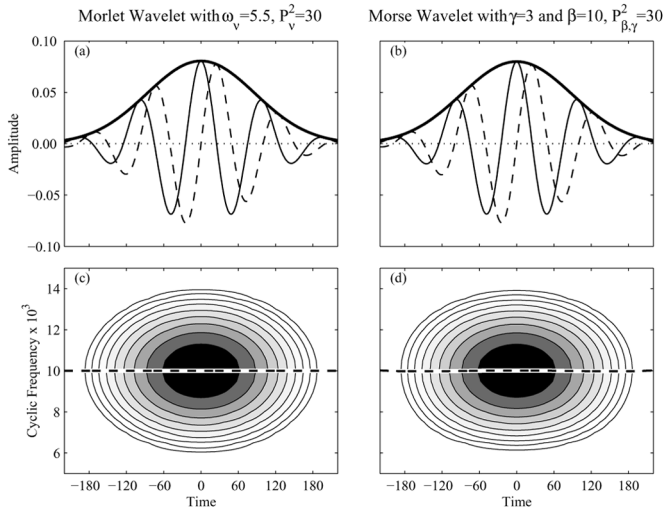 Morlet Wavelet with ω_ν=5.5, P_ν^2=30
Morse Wavelet with γ=3 and β=10, P_β,γ^2=30
(a)
0.10
0.05
0.00
−0.05
−0.10
Amplitude
(b)
(c)
14
12
10
8
6
Cyclic Frequency x 10^3
−180 −120 −60 0 60 120 180
Time
(d)
−180 −120 −60 0 60 120 180
Time